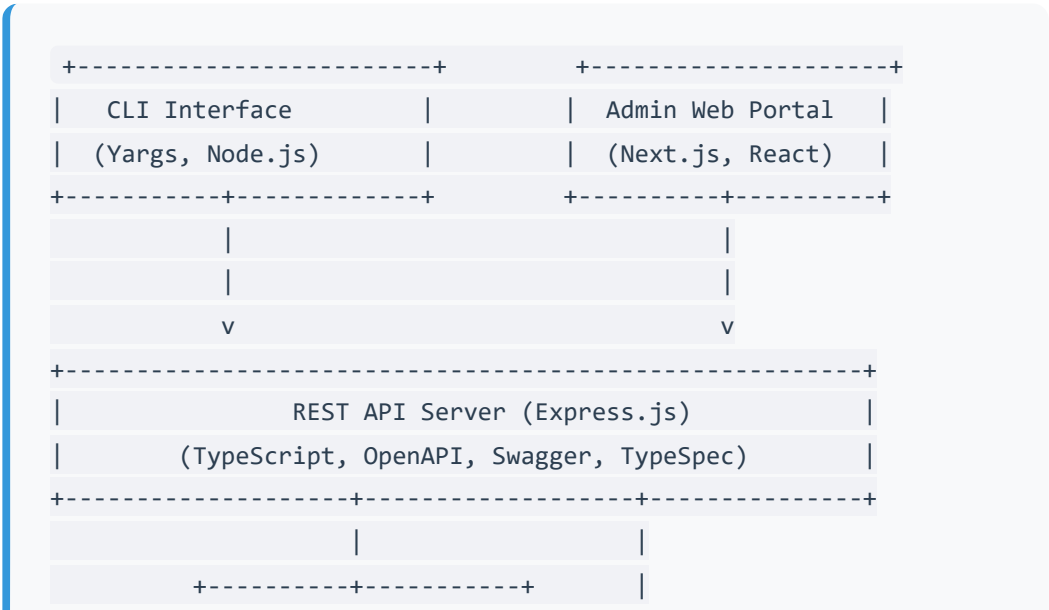 +-------------------------+         +---------------------+
|   CLI Interface         |         |  Admin Web Portal   |
|  (Yargs, Node.js)       |         |  (Next.js, React)   |
+-----------+-------------+         +----------+----------+
            |                                  |
            |                                  |
            v                                  v
+--------------------------------------------------------+
|                REST API Server (Express.js)            |
|        (TypeScript, OpenAPI, Swagger, TypeSpec)        |
+--------------------+-------------------+---------------+
                     |                   |
          +----------+-----------+       |